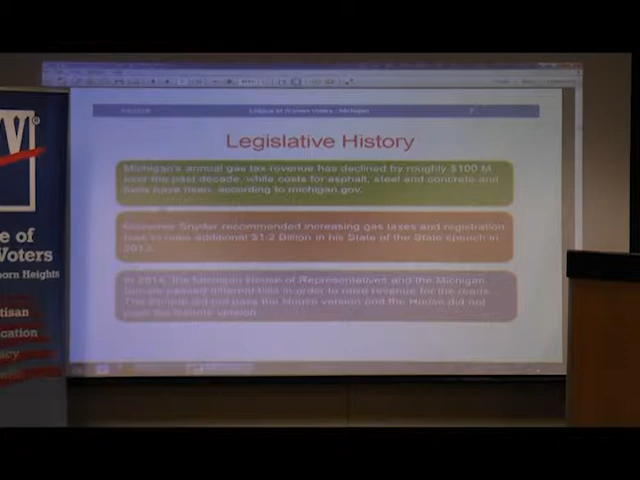 League of Women Voters - Michigan
7
Legislative History
Michigan's annual gas tax revenue has declined by roughly $100 M
over the past decade, while costs for asphalt, steel and concrete and
fuels have risen, according to michigan.gov.
Governor Snyder recommended increasing gas taxes and registration
fees to raise additional $1.2 Billion in his State of the State speech in
2013.
In 2014, the Michigan House of Representatives and the Michigan
Senate passed different bills in order to raise revenue for the roads.
The Senate did not pass the House version and the House did not
pass the Senate version.
V®
e of
Voters
orn Heights
rtisan
cation
acy